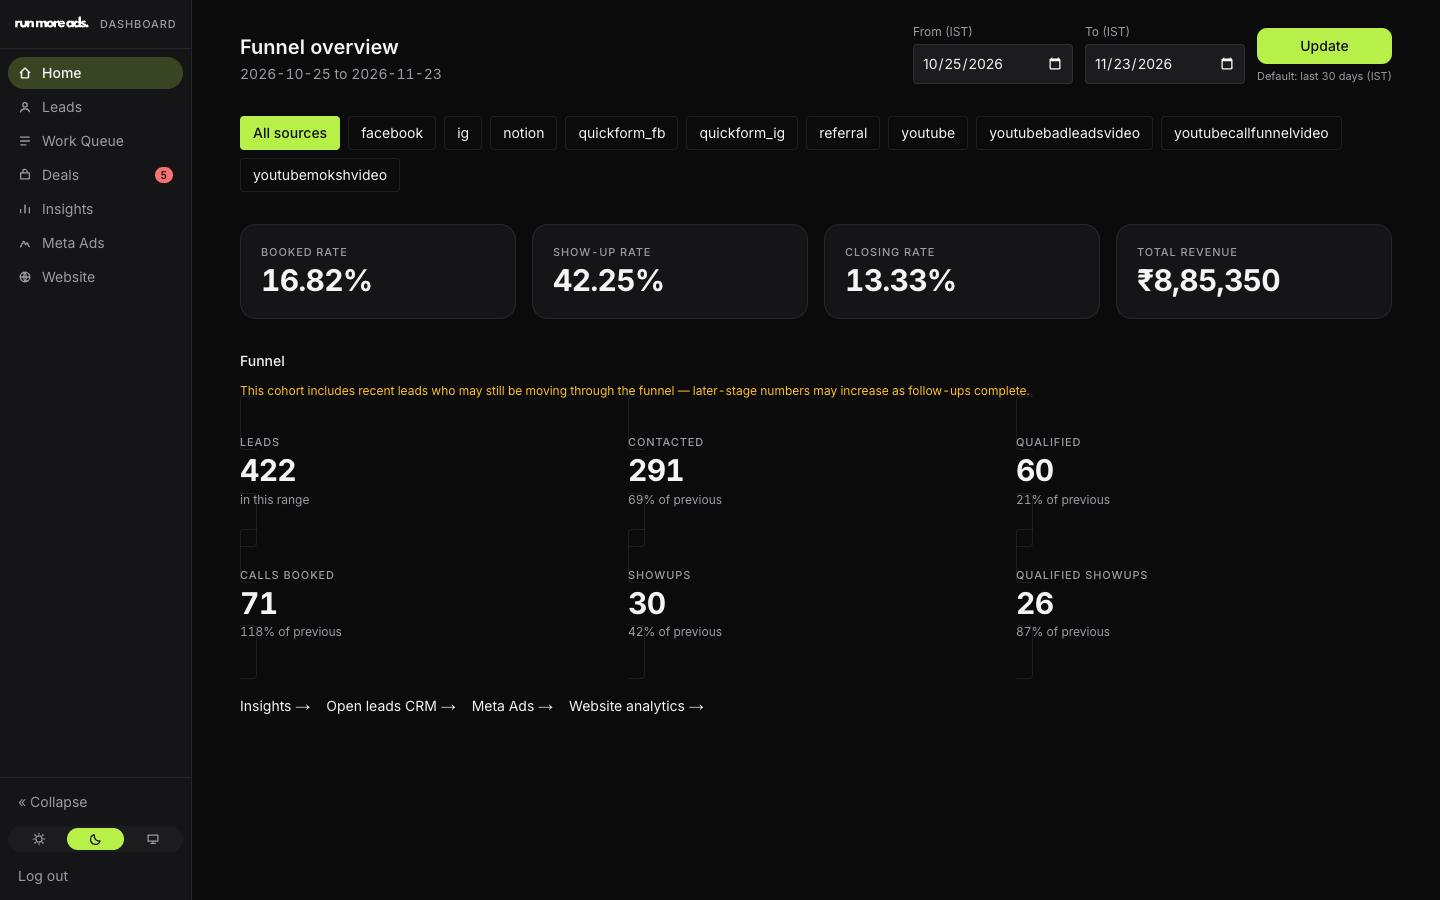 run more ads. DASHBOARD
Home
Leads
Work Queue
Deals 5
Insights
Meta Ads
Website
« Collapse
Log out
Funnel overview
2026-10-25 to 2026-11-23
From (IST) To (IST)
10/25/2026 11/23/2026 Update
Default: last 30 days (IST)
All sources facebook ig notion quickform_fb quickform_ig referral youtube youtubebadleadsvideo youtubecallfunnelvideo
youtubemokshvideo
BOOKED RATE SHOW-UP RATE CLOSING RATE TOTAL REVENUE
16.82% 42.25% 13.33% ₹8,85,350
Funnel
This cohort includes recent leads who may still be moving through the funnel — later-stage numbers may increase as follow-ups complete.
LEADS CONTACTED QUALIFIED
422 291 60
in this range 69% of previous 21% of previous
CALLS BOOKED SHOWUPS QUALIFIED SHOWUPS
71 30 26
118% of previous 42% of previous 87% of previous
Insights → Open leads CRM → Meta Ads → Website analytics →